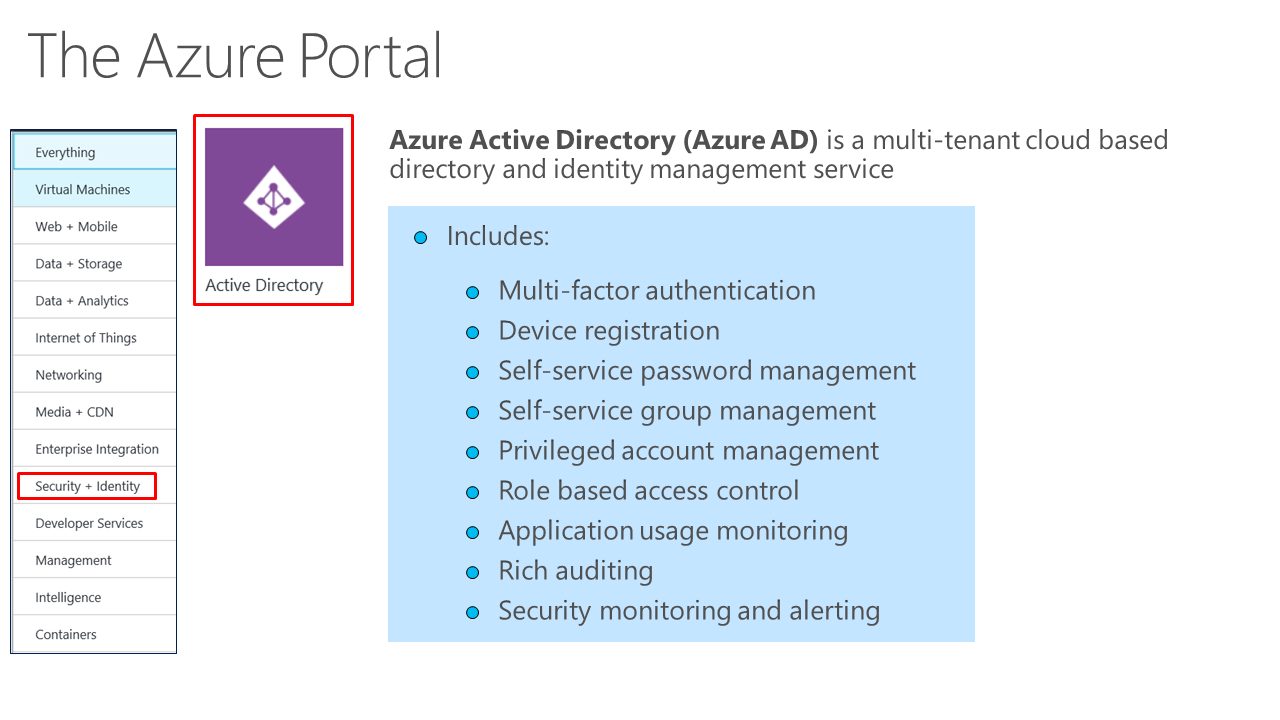 The Azure Portal
Everything
Virtual Machines
Web + Mobile
Data + Storage
Data + Analytics
Internet of Things
Networking
Media + CDN
Enterprise Integration
Security + Identity
Developer Services
Management
Intelligence
Containers
Active Directory
Azure Active Directory (Azure AD) is a multi-tenant cloud based
directory and identity management service
Includes:
Multi-factor authentication
Device registration
Self-service password management
Self-service group management
Privileged account management
Role based access control
Application usage monitoring
Rich auditing
Security monitoring and alerting